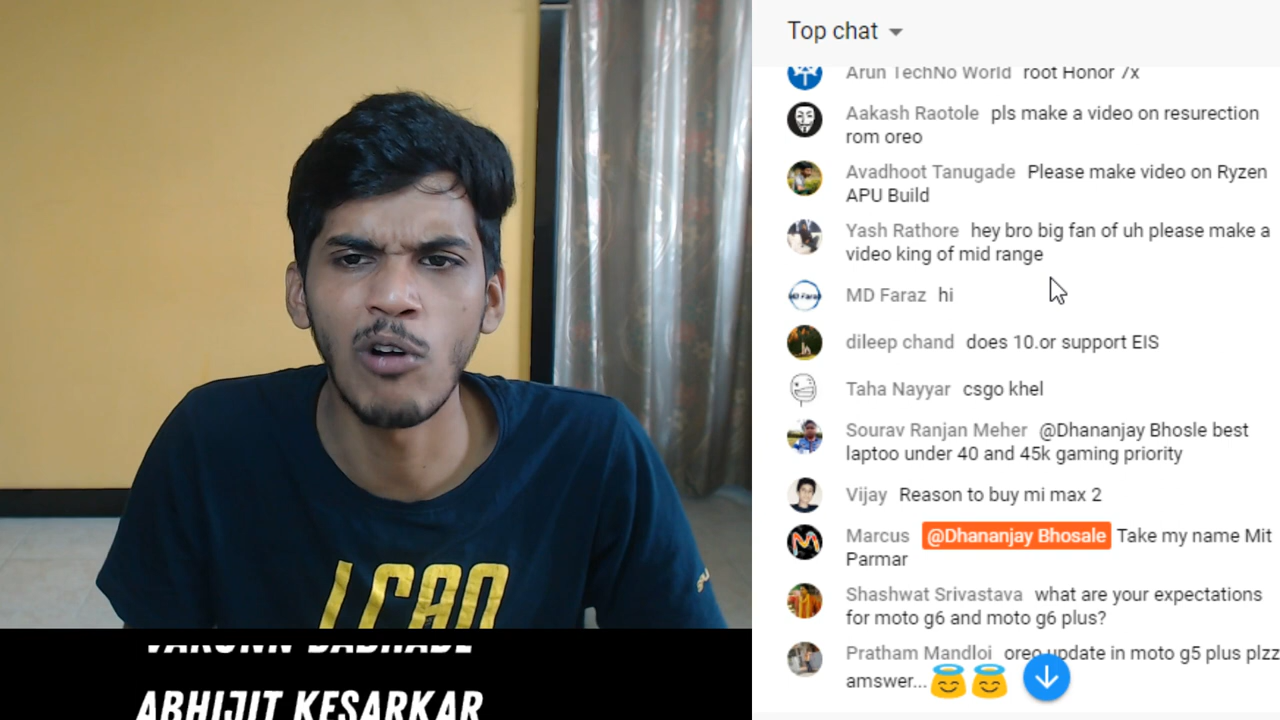 Top chat
Arun TechNo World root Honor 7x
Aakash Raotole pls make a video on resurection
rom oreo
Avadhoot Tanugade Please make video on Ryzen
APU Build
Yash Rathore hey bro big fan of uh please make a
video king of mid range
MD Faraz hi
dileep chand does 10.or support EIS
Taha Nayyar csgo khel
Sourav Ranjan Meher @Dhananjay Bhosle best
laptoo under 40 and 45k gaming priority
Vijay Reason to buy mi max 2
Marcus @Dhananjay Bhosale Take my name Mit
Parmar
Shashwat Srivastava what are your expectations
for moto g6 and moto g6 plus?
Pratham Mandloi oreo update in moto g5 plus plzz
amswer...
ABHIJIT KESARKAR